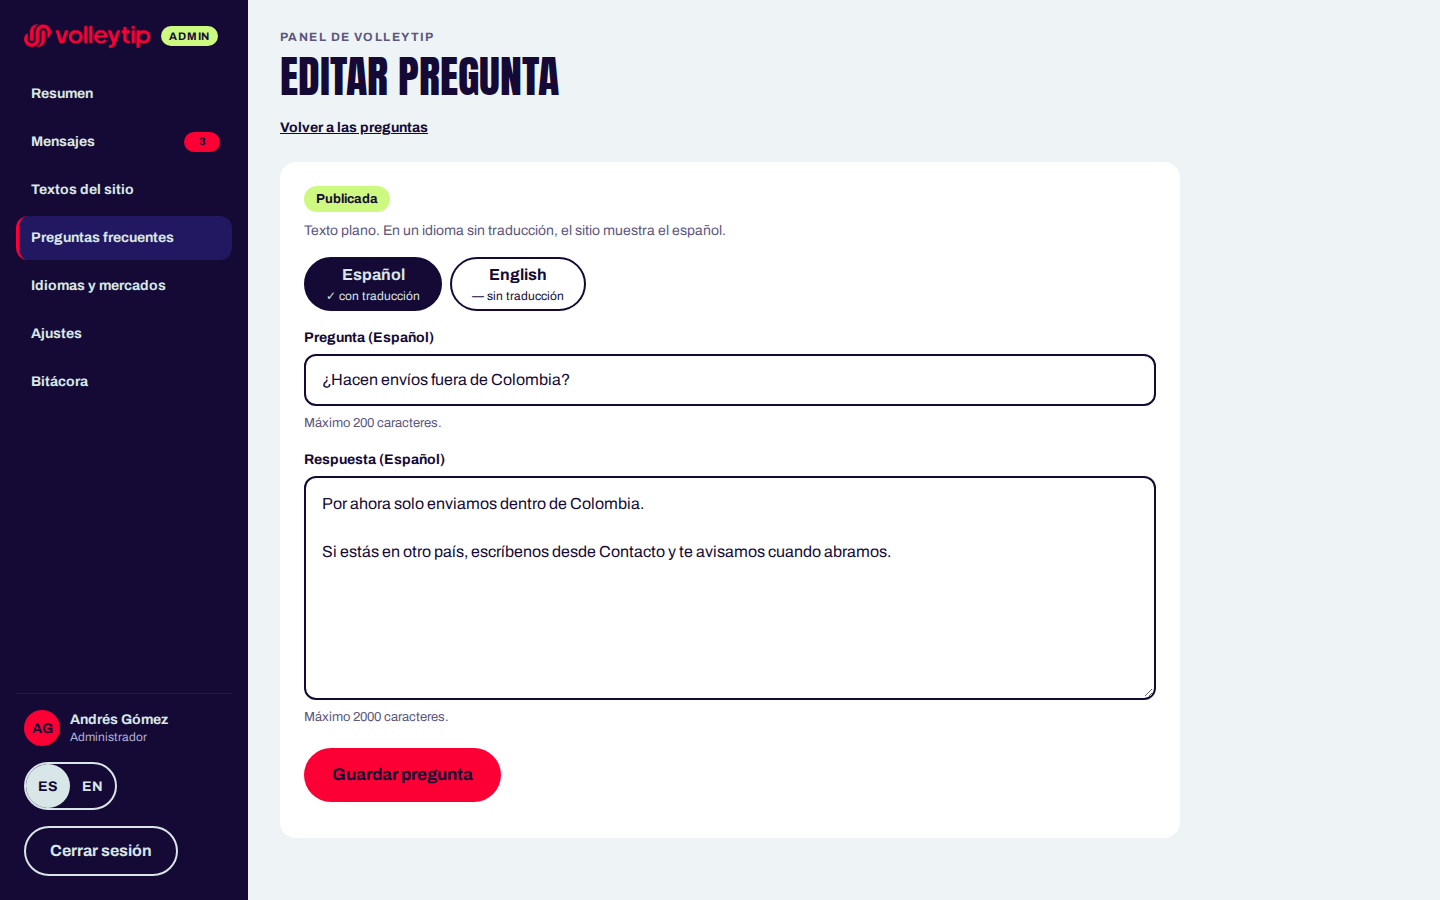 volleytip ADMIN
Resumen
Mensajes 3
Textos del sitio
Preguntas frecuentes
Idiomas y mercados
Ajustes
Bitácora
AG Andrés Gómez
Administrador
ES EN
Cerrar sesión
PANEL DE VOLLEYTIP
EDITAR PREGUNTA
Volver a las preguntas
Publicada
Texto plano. En un idioma sin traducción, el sitio muestra el español.
Español
✓ con traducción
English
— sin traducción
Pregunta (Español)
¿Hacen envíos fuera de Colombia?
Máximo 200 caracteres.
Respuesta (Español)
Por ahora solo enviamos dentro de Colombia.
Si estás en otro país, escríbenos desde Contacto y te avisamos cuando abramos.
Máximo 2000 caracteres.
Guardar pregunta